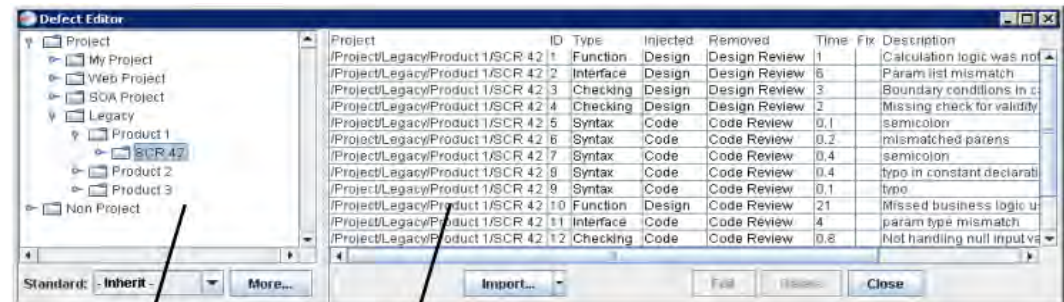 Defect Editor
Project
My Project
Web Project
SOA Project
Legacy
Product 1
SCR 42
Product 2
Product 3
Non Project
Standard: - Inherit - More...
Project ID Type Injected Removed Time Fix Description
/Project/Legacy/Product 1/SCR 42 1 Function Design Design Review 1 Calculation logic was not
/Project/Legacy/Product 1/SCR 42 2 Interface Design Design Review 6 Param list mismatch
/Project/Legacy/Product 1/SCR 42 3 Checking Design Design Review 3 Boundary conditions in
/Project/Legacy/Product 1/SCR 42 4 Checking Design Design Review 2 Missing check for validity
/Project/Legacy/Product 1/SCR 42 5 Syntax Code Code Review 0.1 semicolon
/Project/Legacy/Product 1/SCR 42 6 Syntax Code Code Review 0.2 mismatched parens
/Project/Legacy/Product 1/SCR 42 7 Syntax Code Code Review 0.4 semicolon
/Project/Legacy/Product 1/SCR 42 8 Syntax Code Code Review 0.4 typo in constant declarati
/Project/Legacy/Product 1/SCR 42 9 Syntax Code Code Review 0.1 typo
/Project/Legacy/Product 1/SCR 42 10 Function Design Code Review 21 Missed business logic
/Project/Legacy/Product 1/SCR 42 11 Interface Code Code Review 4 param type mismatch
/Project/Legacy/Product 1/SCR 42 12 Checking Code Code Review 0.8 Not handling null input
Import... Edit Delete Close